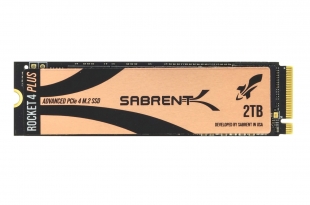 ROCKET 4 PLUS
ADVANCED PCIe 4 M.2 SSD
SABRENT
2TB
DEVELOPED BY SABRENT IN USA